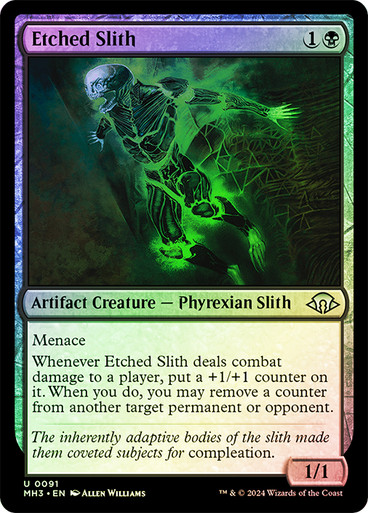 Etched Slith 1
Artifact Creature — Phyrexian Slith
Menace
Whenever Etched Slith deals combat
damage to a player, put a +1/+1 counter on
it. When you do, you may remove a counter
from another target permanent or opponent.
The inherently adaptive bodies of the slith made
them coveted subjects for compleation.
1/1
U 0091
MH3 • EN Allen Williams ™ & © 2024 Wizards of the Coast